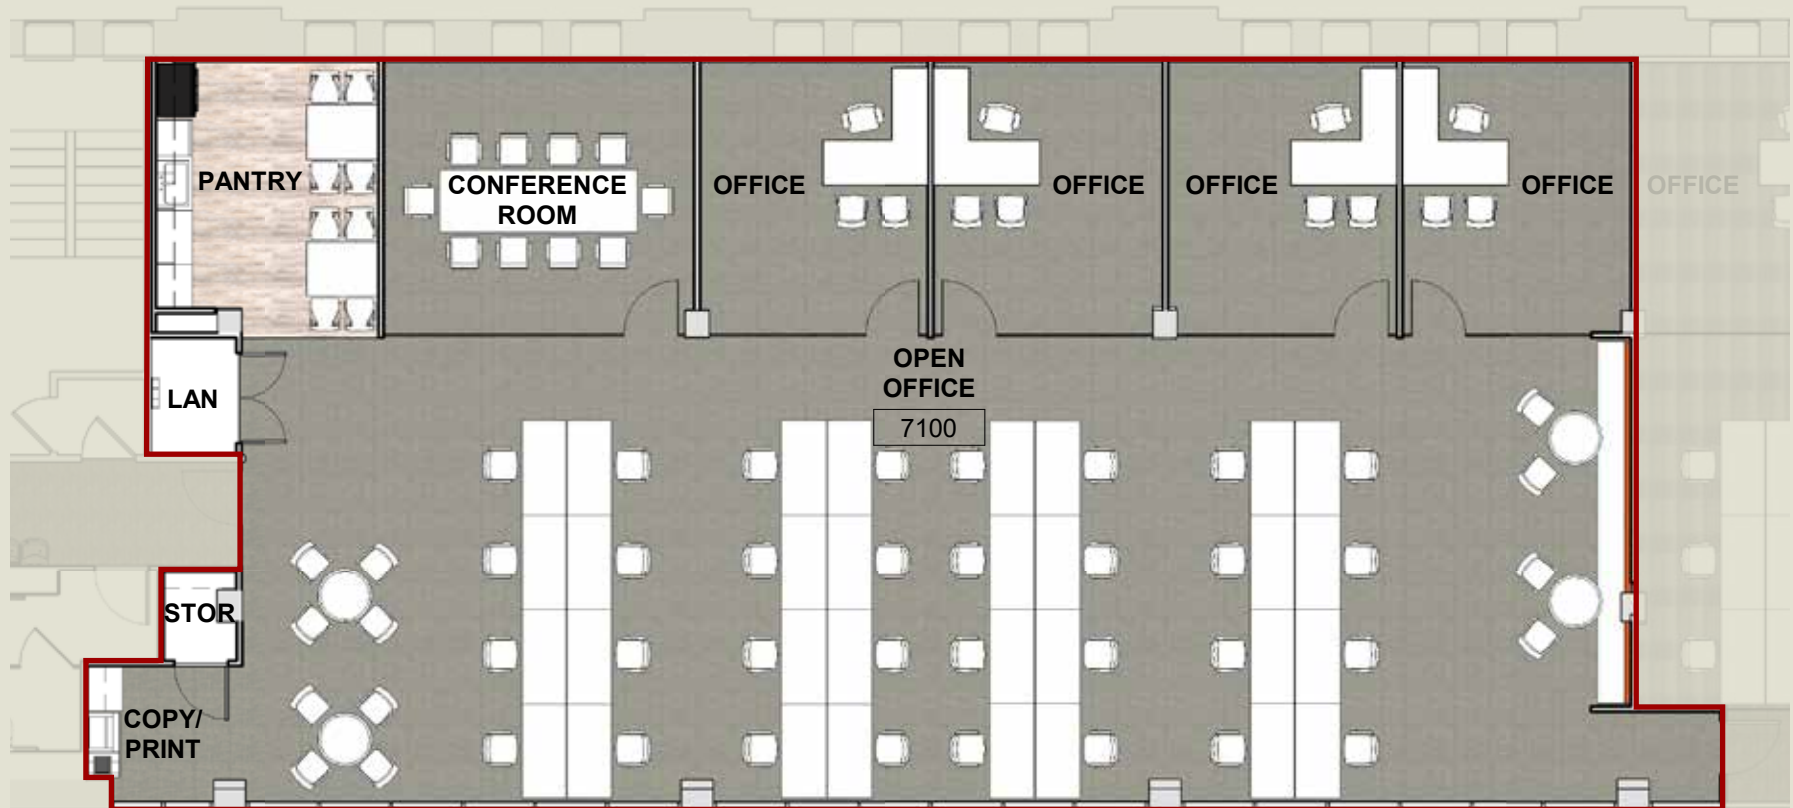 PANTRY
CONFERENCE
ROOM
OFFICE
OFFICE
OFFICE
OFFICE
OFFICE
LAN
OPEN
OFFICE
7100
STOR
COPY/
PRINT